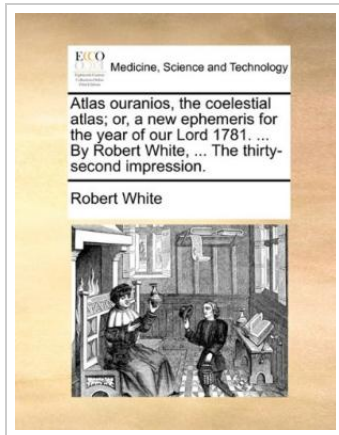 ECCO
Medicine, Science and Technology
Atlas ouranios, the coelestial
atlas; or, a new ephemeris for
the year of our Lord 1781. ...
By Robert White, ... The thirty-
second impression.
Robert White